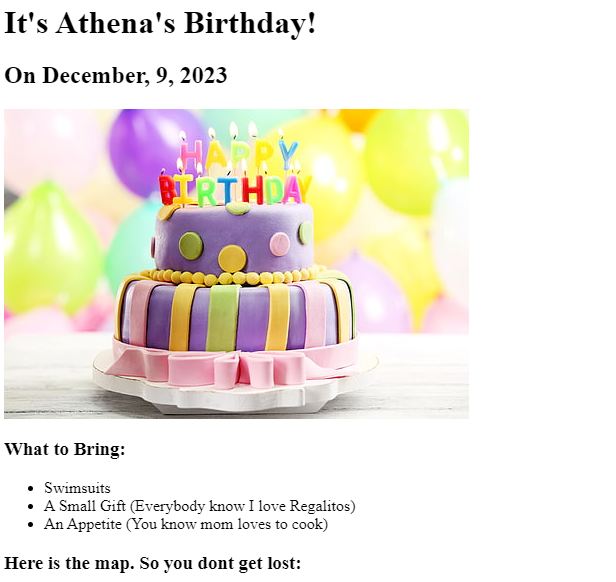 It's Athena's Birthday!
On December, 9, 2023
HAPPY
BIRTHDAY
What to Bring:
Swimsuits
A Small Gift (Everybody know I love Regalitos)
An Appetite (You know mom loves to cook)
Here is the map. So you dont get lost: